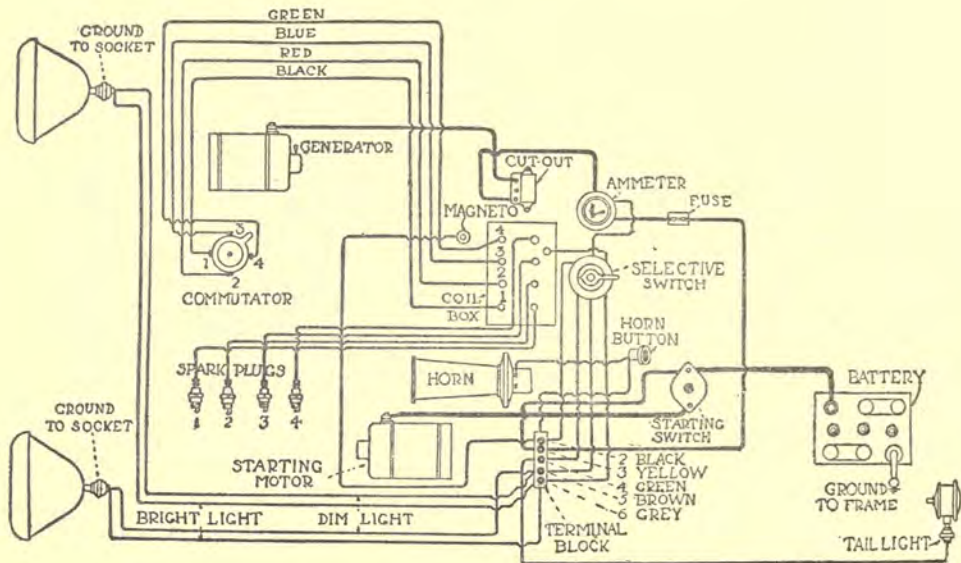 GREEN
BLUE
RED
BLACK
GROUND
TO SOCKET
GENERATOR
CUT-OUT
AMMETER
FUSE
MAGNETO
4
3
2
1
3
1
4
2
COMMUTATOR
COIL
BOX
SELECTIVE
SWITCH
HORN
BUTTON
SPARK PLUGS
HORN
1
2
3
4
GROUND
TO SOCKET
STARTING
MOTOR
STARTING
SWITCH
BATTERY
2 BLACK
3 YELLOW
4 GREEN
5 BROWN
6 GREY
TERMINAL
BLOCK
GROUND
TO FRAME
BRIGHT LIGHT
DIM LIGHT
TAIL LIGHT